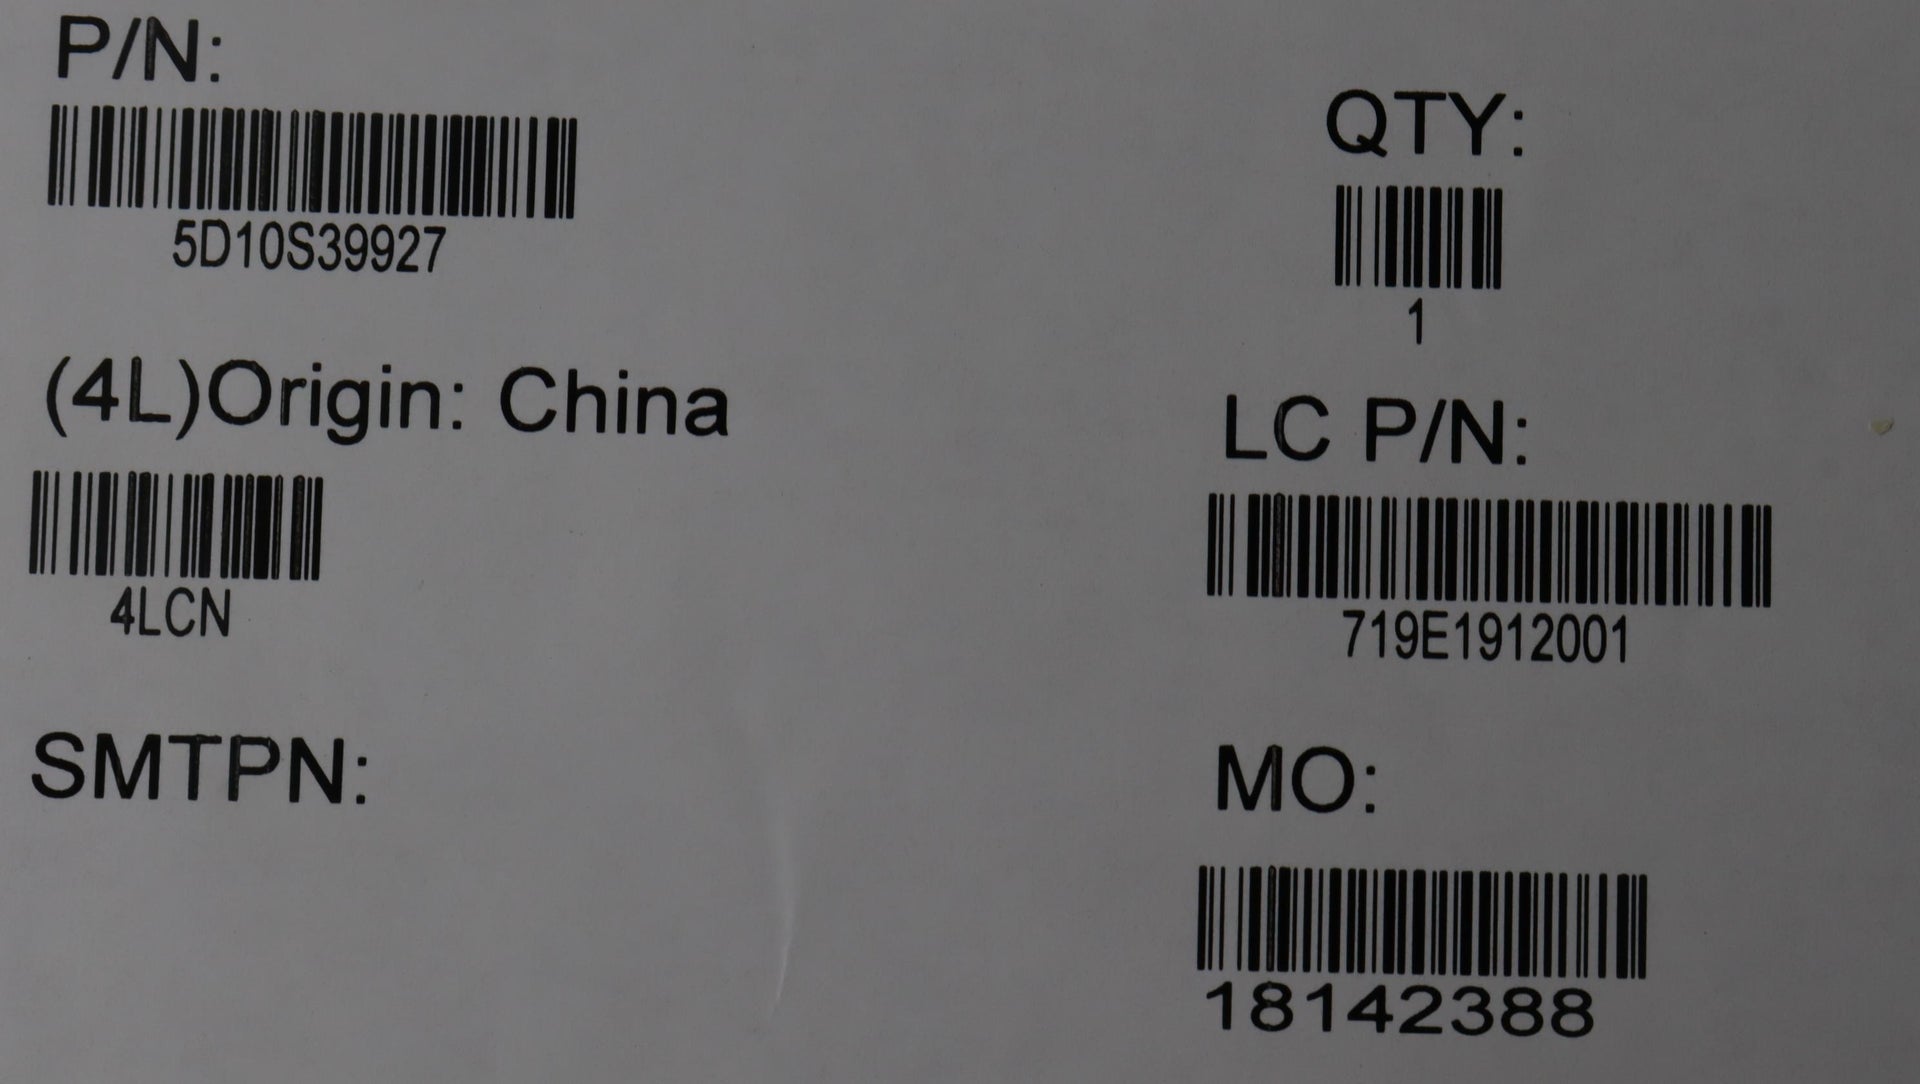 P/N:
5D10S39927
QTY:
1
(4L)Origin: China
4LCN
LC P/N:
719E1912001
SMTPN:
MO:
18142388